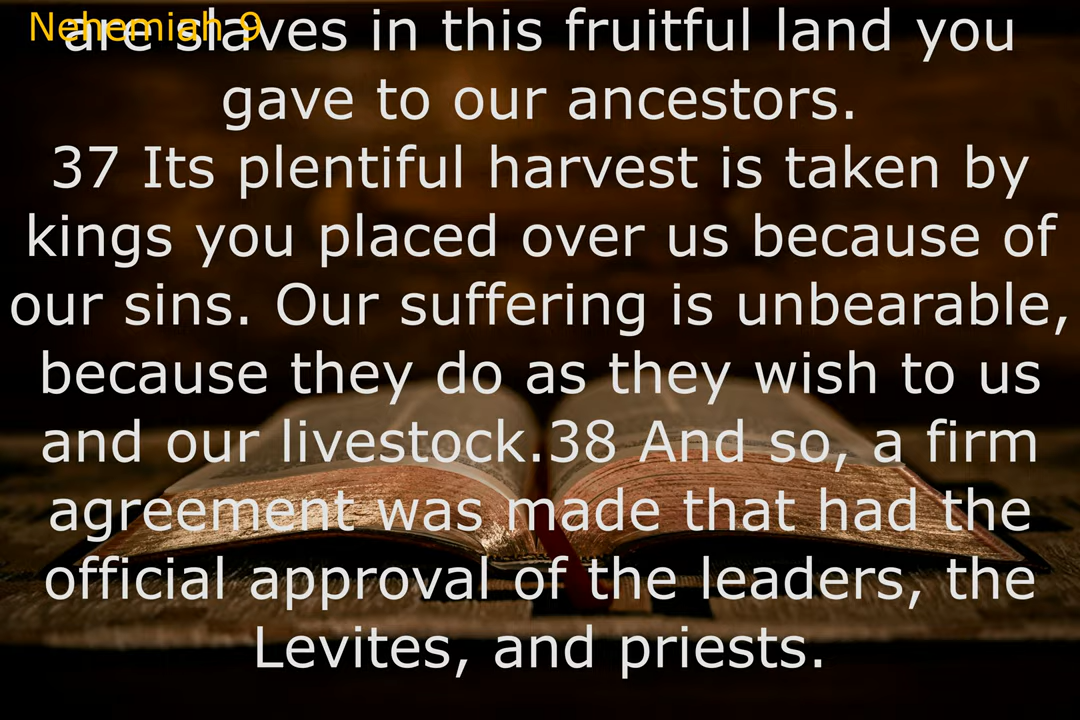 Nehemiah 9
are slaves in this fruitful land you
gave to our ancestors.
37 Its plentiful harvest is taken by
kings you placed over us because of
our sins. Our suffering is unbearable,
because they do as they wish to us
and our livestock.38 And so, a firm
agreement was made that had the
official approval of the leaders, the
Levites, and priests.